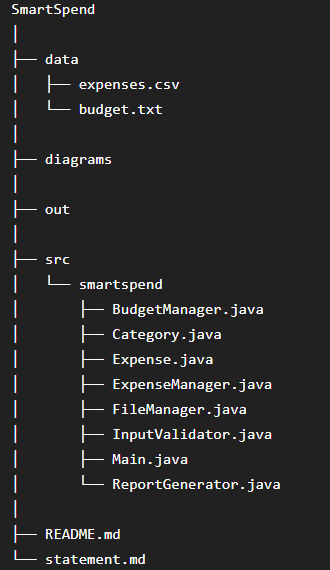 SmartSpend
│
├── data
│   ├── expenses.csv
│   └── budget.txt
│
├── diagrams
│
├── out
│
├── src
│   └── smartspend
│       ├── BudgetManager.java
│       ├── Category.java
│       ├── Expense.java
│       ├── ExpenseManager.java
│       ├── FileManager.java
│       ├── InputValidator.java
│       ├── Main.java
│       └── ReportGenerator.java
│
├── README.md
└── statement.md